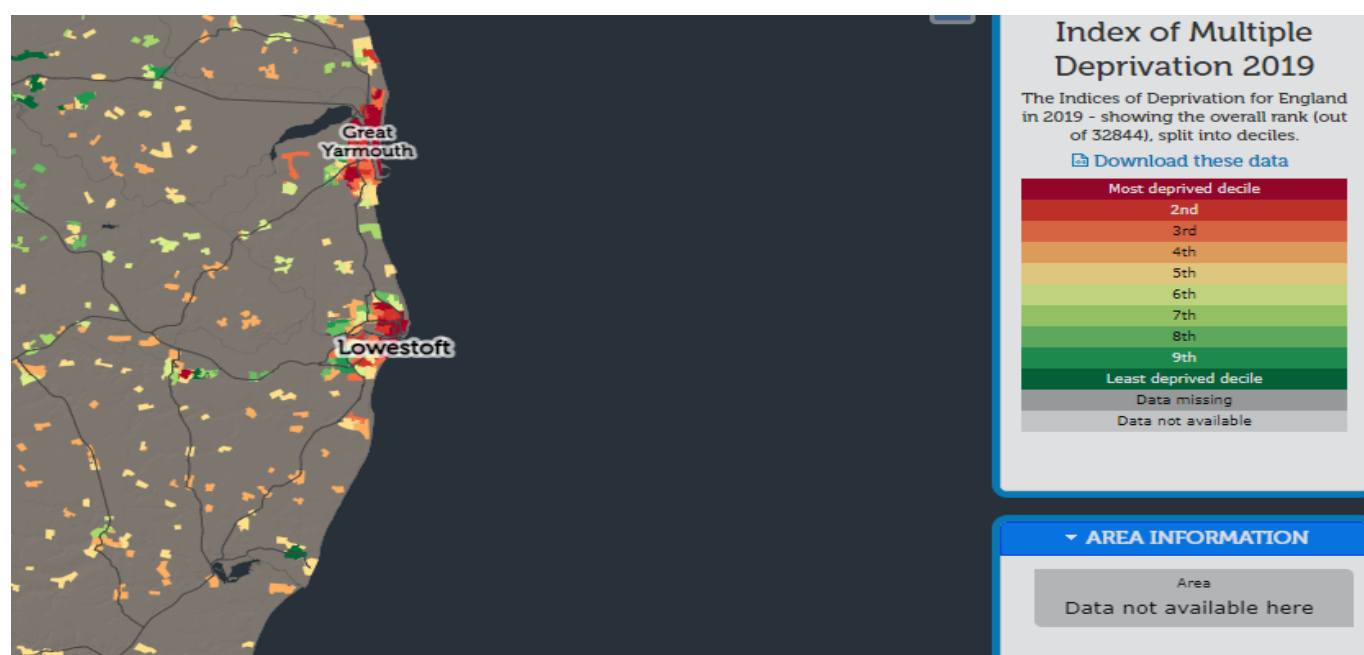 Great
Yarmouth
Lowestoft
Index of Multiple
Deprivation 2019
The Indices of Deprivation for England
in 2019 - showing the overall rank (out
of 32844), split into deciles.
Download these data
Most deprived decile
2nd
3rd
4th
5th
6th
7th
8th
9th
Least deprived decile
Data missing
Data not available
AREA INFORMATION
Area
Data not available here